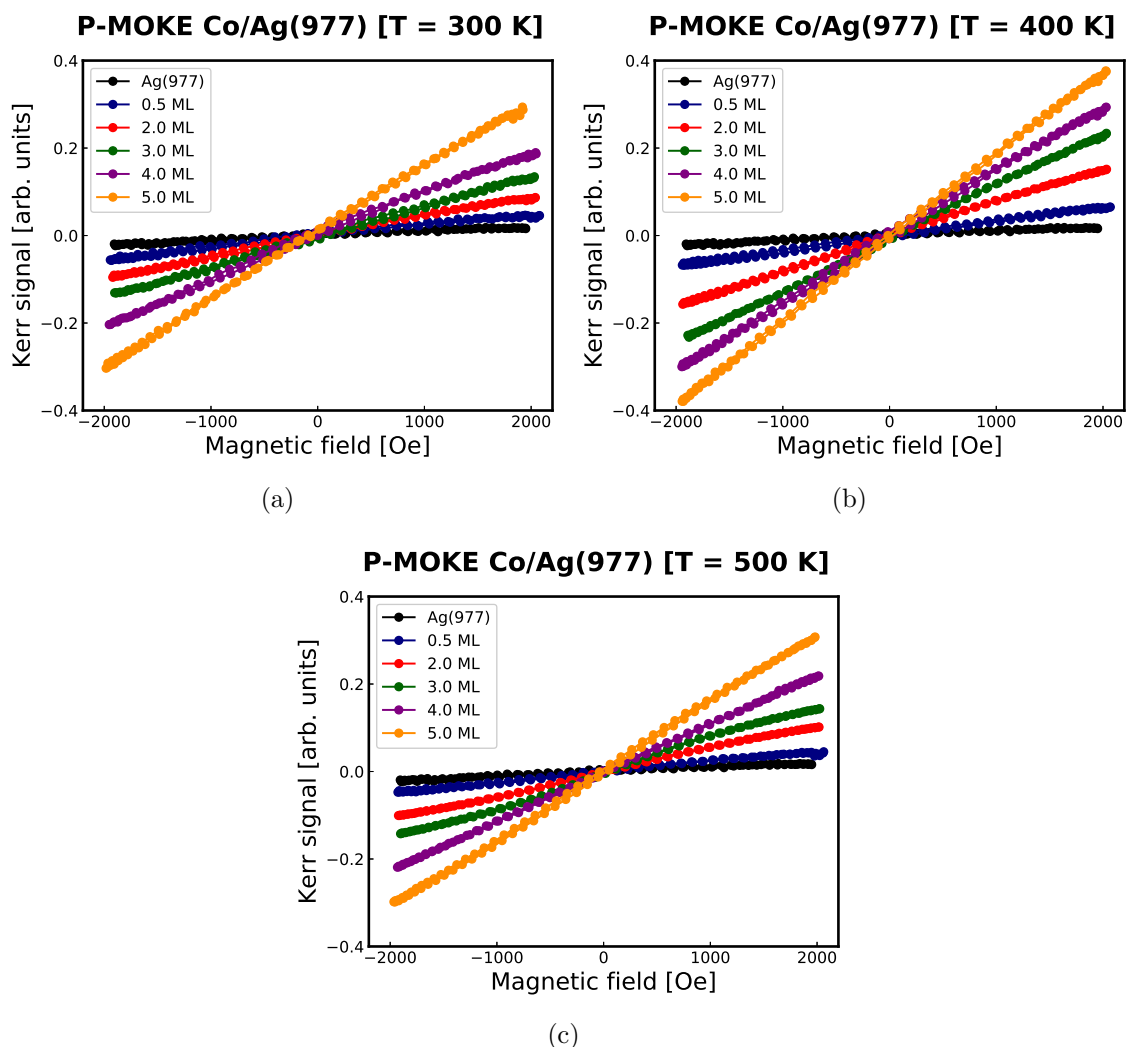 P-MOKE Co/Ag(977) [T = 300 K]
Kerr signal [arb. units]
0.4
0.2
0.0
−0.2
−0.4
Ag(977)
0.5 ML
2.0 ML
3.0 ML
4.0 ML
5.0 ML
−2000 −1000 0 1000 2000
Magnetic field [Oe]
(a)
P-MOKE Co/Ag(977) [T = 400 K]
Kerr signal [arb. units]
0.4
0.2
0.0
−0.2
−0.4
Ag(977)
0.5 ML
2.0 ML
3.0 ML
4.0 ML
5.0 ML
−2000 −1000 0 1000 2000
Magnetic field [Oe]
(b)
P-MOKE Co/Ag(977) [T = 500 K]
Kerr signal [arb. units]
0.4
0.2
0.0
−0.2
−0.4
Ag(977)
0.5 ML
2.0 ML
3.0 ML
4.0 ML
5.0 ML
−2000 −1000 0 1000 2000
Magnetic field [Oe]
(c)